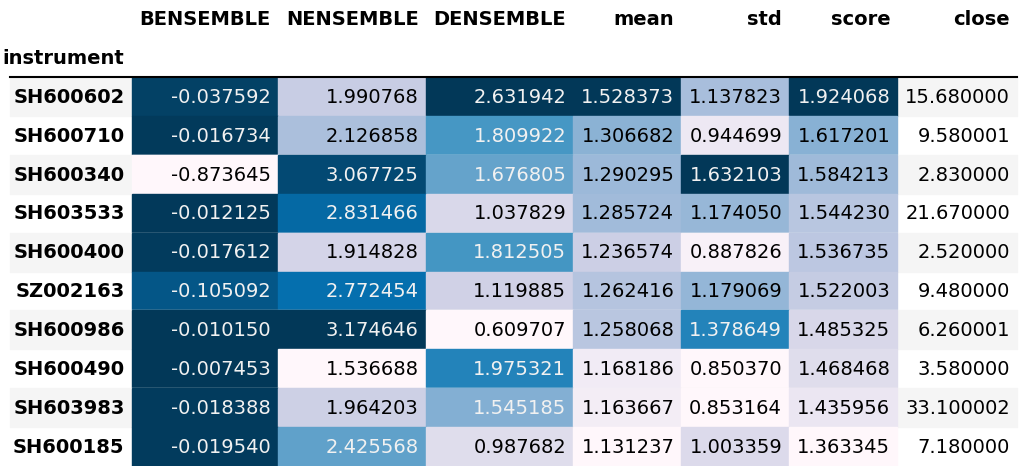 BENSEMBLE NENSEMBLE DENSEMBLE mean std score close
instrument
SH600602 -0.037592 1.990768 2.631942 1.528373 1.137823 1.924068 15.680000
SH600710 -0.016734 2.126858 1.809922 1.306682 0.944699 1.617201 9.580001
SH600340 -0.873645 3.067725 1.676805 1.290295 1.632103 1.584213 2.830000
SH603533 -0.012125 2.831466 1.037829 1.285724 1.174050 1.544230 21.670000
SH600400 -0.017612 1.914828 1.812505 1.236574 0.887826 1.536735 2.520000
SZ002163 -0.105092 2.772454 1.119885 1.262416 1.179069 1.522003 9.480000
SH600986 -0.010150 3.174646 0.609707 1.258068 1.378649 1.485325 6.260001
SH600490 -0.007453 1.536688 1.975321 1.168186 0.850370 1.468468 3.580000
SH603983 -0.018388 1.964203 1.545185 1.163667 0.853164 1.435956 33.100002
SH600185 -0.019540 2.425568 0.987682 1.131237 1.003359 1.363345 7.180000